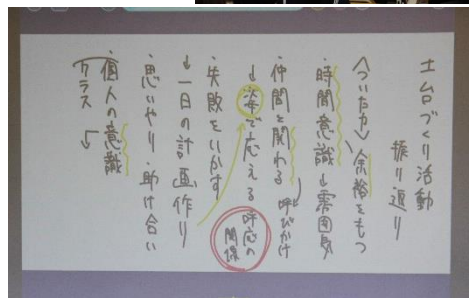 土台づくり活動
振り返り
〈ついた力〉余裕をもつ
・時間意識→雰囲気
・仲間と関わる 呼びかけ
↓姿で応える 呼応の関係
・失敗をいかす
↓一日の計画作り
・思いやり・助け合い
・個人の意識
クラス ↓